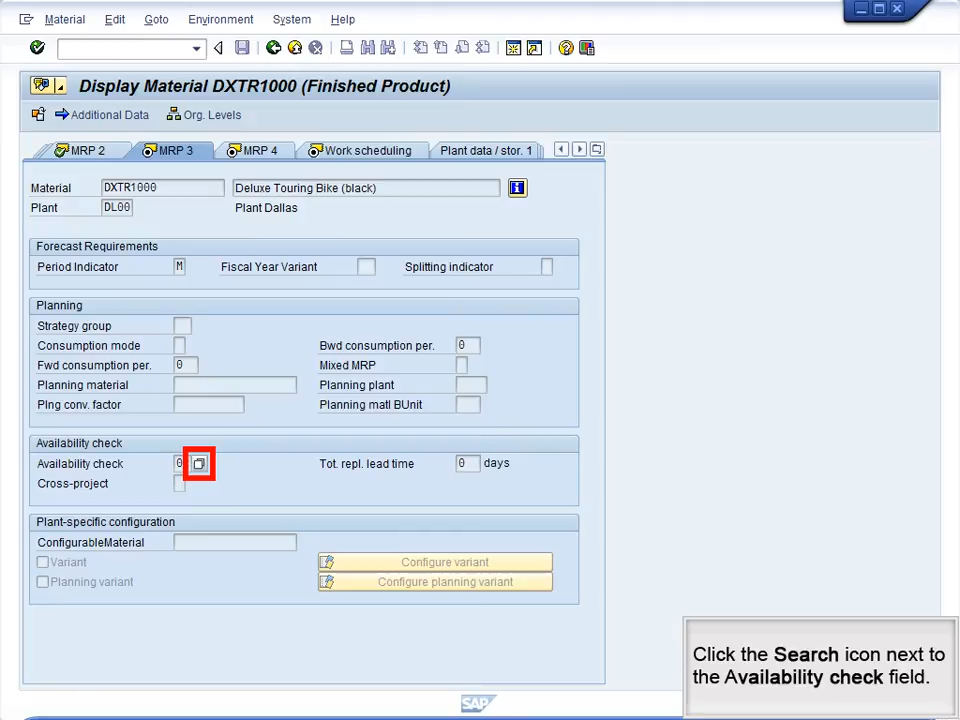 Material Edit Goto Environment System Help
Display Material DXTR1000 (Finished Product)
Additional Data Org. Levels
MRP 2 MRP 3 MRP 4 Work scheduling Plant data / stor. 1
Material DXTR1000 Deluxe Touring Bike (black)
Plant DL00 Plant Dallas
Forecast Requirements
Period Indicator M Fiscal Year Variant Splitting indicator
Planning
Strategy group
Consumption mode Bwd consumption per. 0
Fwd consumption per. 0 Mixed MRP
Planning material Planning plant
Plng conv. factor Planning matl BUnit
Availability check
Availability check 0 Tot. repl. lead time 0 days
Cross-project
Plant-specific configuration
ConfigurableMaterial
Variant Configure variant
Planning variant Configure planning variant
Click the Search icon next to
the Availability check field.
SAP